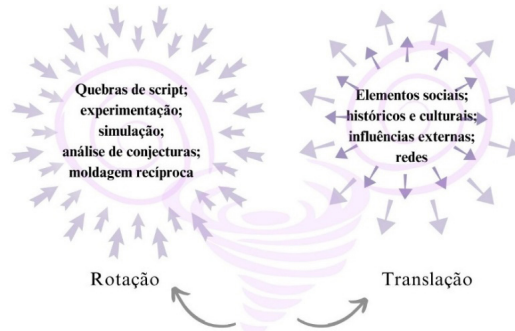 Quebras de script;
experimentação;
simulação;
análise de conjecturas;
moldagem recíproca
Elementos sociais;
históricos e culturais;
influências externas;
redes
Rotação
Translação